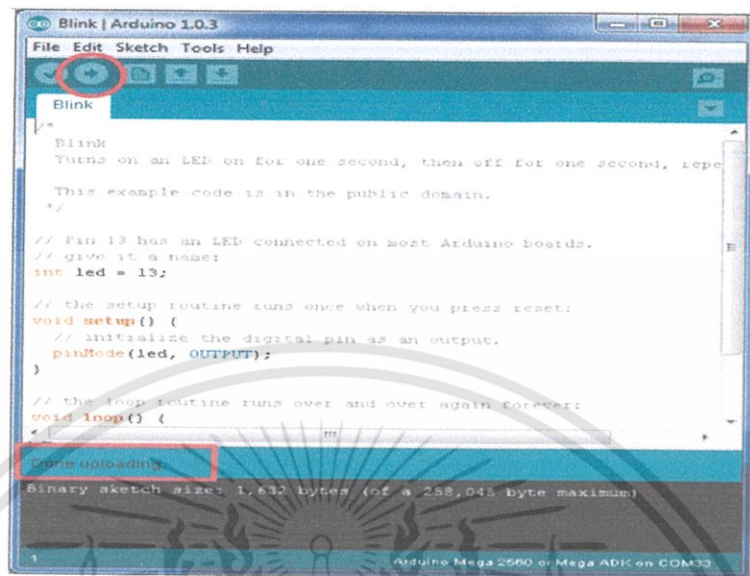 Blink | Arduino 1.0.3
File Edit Sketch Tools Help
Blink
/*
Blink
Turns on an LED on for one second, then off for one second, repe
This example code is in the public domain.
*/
// Pin 13 has an LED connected on most Arduino boards.
// give it a name:
int led = 13;
// the setup routine runs once when you press reset:
void setup() {
// initialize the digital pin as an output.
pinMode(led, OUTPUT);
}
// the loop routine runs over and over again forever:
void loop() {
Done uploading.
Binary sketch size: 1,632 bytes (of a 258,048 byte maximum)
1
Arduino Mega 2560 or Mega ADK on COM33